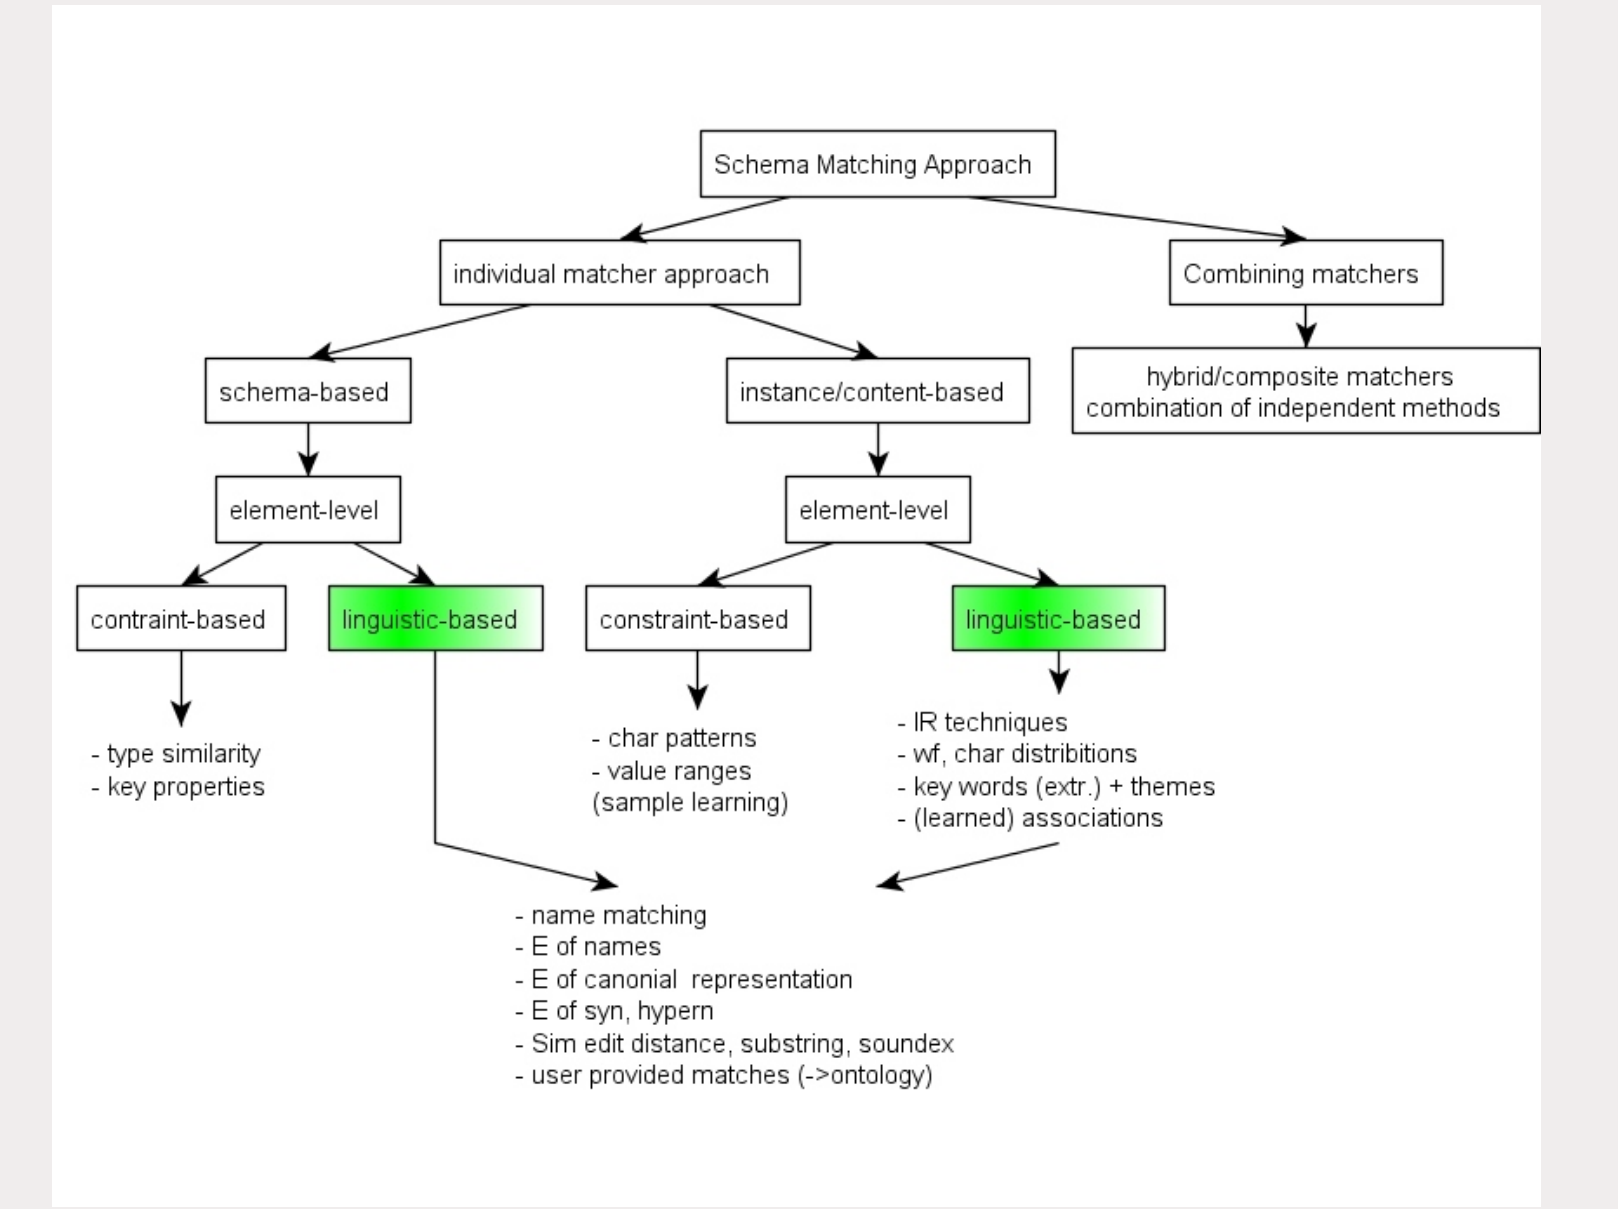 Schema Matching Approach
individual matcher approach
Combining matchers
hybrid/composite matchers
combination of independent methods
schema-based
instance/content-based
element-level
element-level
contraint-based
linguistic-based
constraint-based
linguistic-based
- type similarity
- key properties
- char patterns
- value ranges
(sample learning)
- IR techniques
- wf, char distribitions
- key words (extr.) + themes
- (learned) associations
- name matching
- E of names
- E of canonial representation
- E of syn, hypern
- Sim edit distance, substring, soundex
- user provided matches (->ontology)